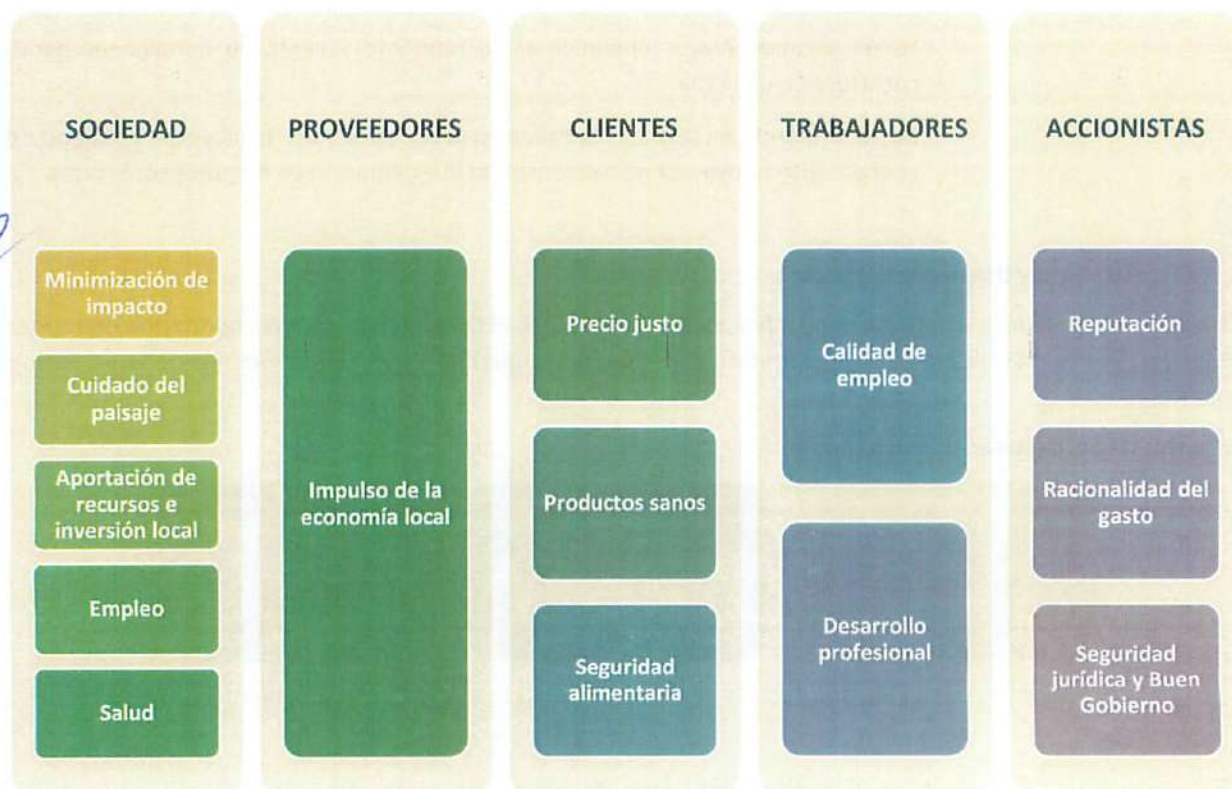 SOCIEDAD
Minimización de
impacto
Cuidado del
paisaje
Aportación de
recursos e
inversión local
Empleo
Salud
PROVEEDORES
Impulso de la
economía local
CLIENTES
Precio justo
Productos sanos
Seguridad
alimentaria
TRABAJADORES
Calidad de
empleo
Desarrollo
profesional
ACCIONISTAS
Reputación
Racionalidad del
gasto
Seguridad
jurídica y Buen
Gobierno